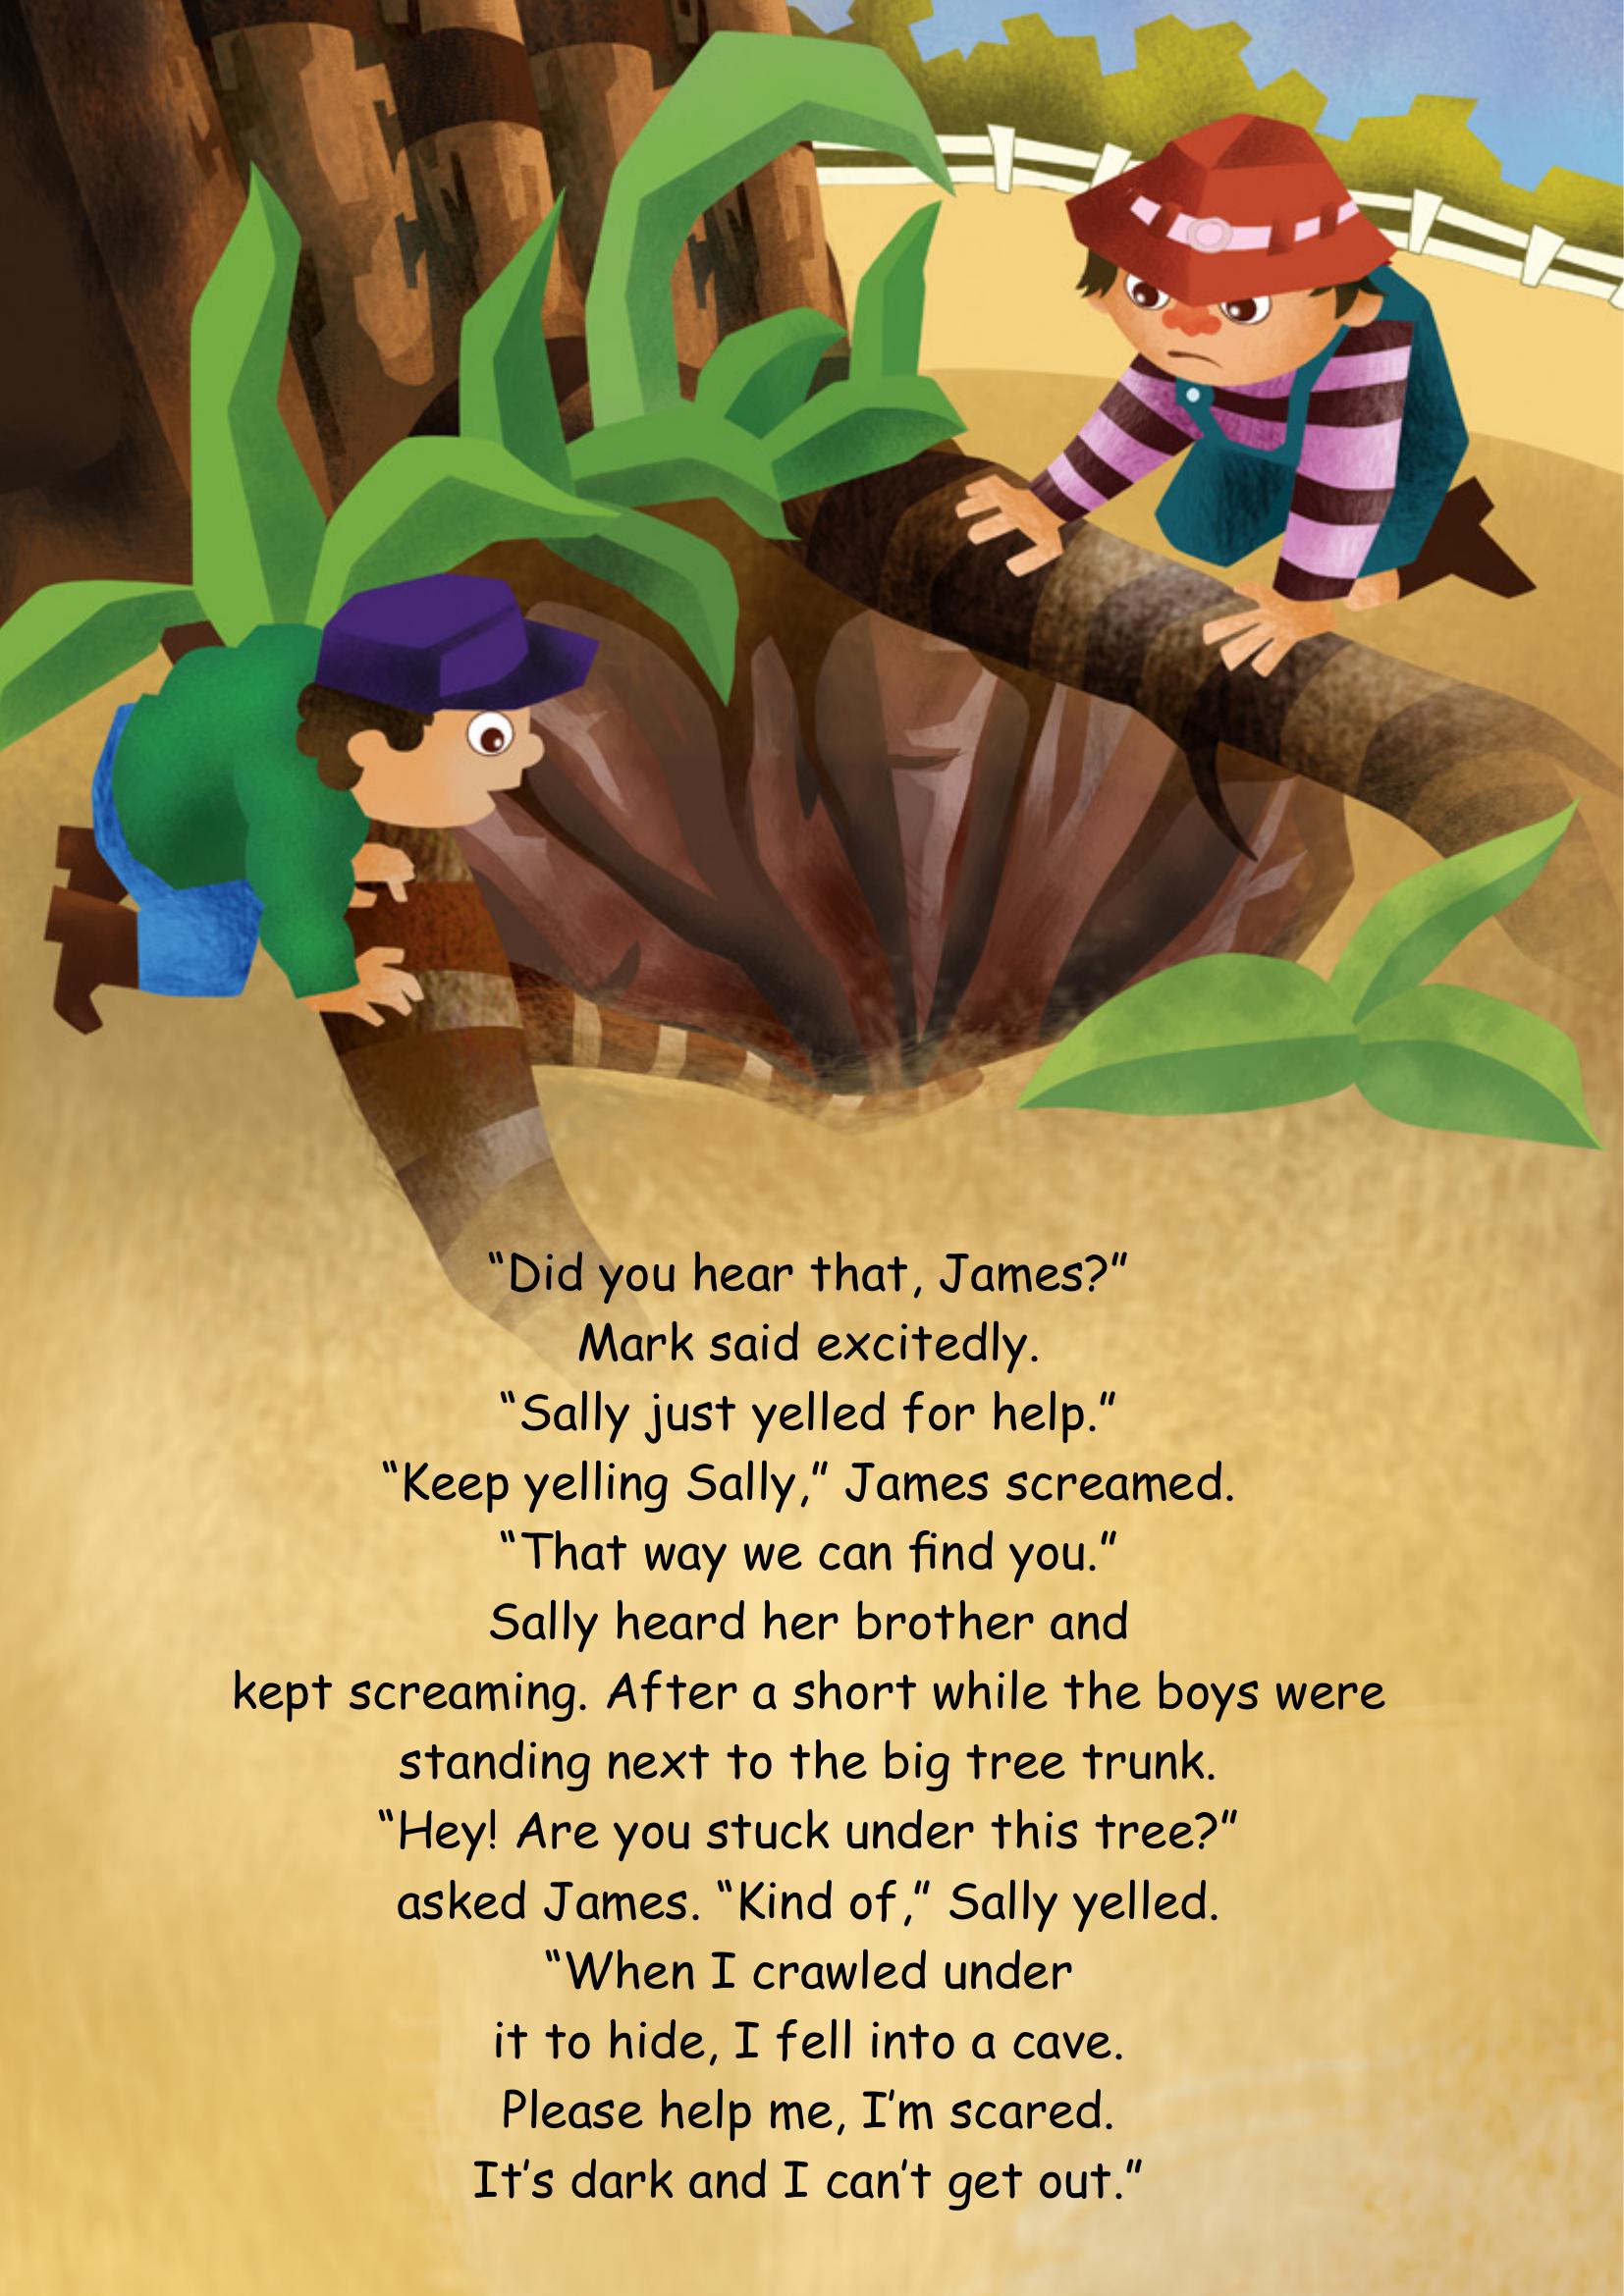 “Did you hear that, James?”
Mark said excitedly.
“Sally just yelled for help.”
“Keep yelling Sally,” James screamed.
“That way we can find you.”
Sally heard her brother and
kept screaming. After a short while the boys were
standing next to the big tree trunk.
“Hey! Are you stuck under this tree?”
asked James. “Kind of,” Sally yelled.
“When I crawled under
it to hide, I fell into a cave.
Please help me, I’m scared.
It’s dark and I can’t get out.”